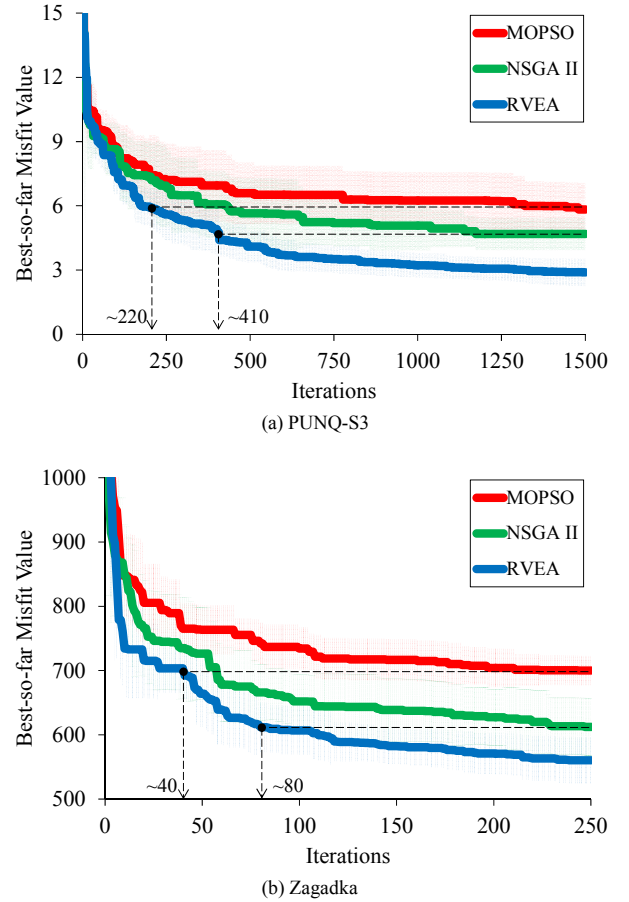 15
12
9
6
3
0
Best-so-far Misfit Value
MOPSO
NSGA II
RVEA
~220
~410
0
250
500
750
1000
1250
1500
Iterations
(a) PUNQ-S3
1000
900
800
700
600
500
Best-so-far Misfit Value
MOPSO
NSGA II
RVEA
~40
~80
0
50
100
150
200
250
Iterations
(b) Zagadka